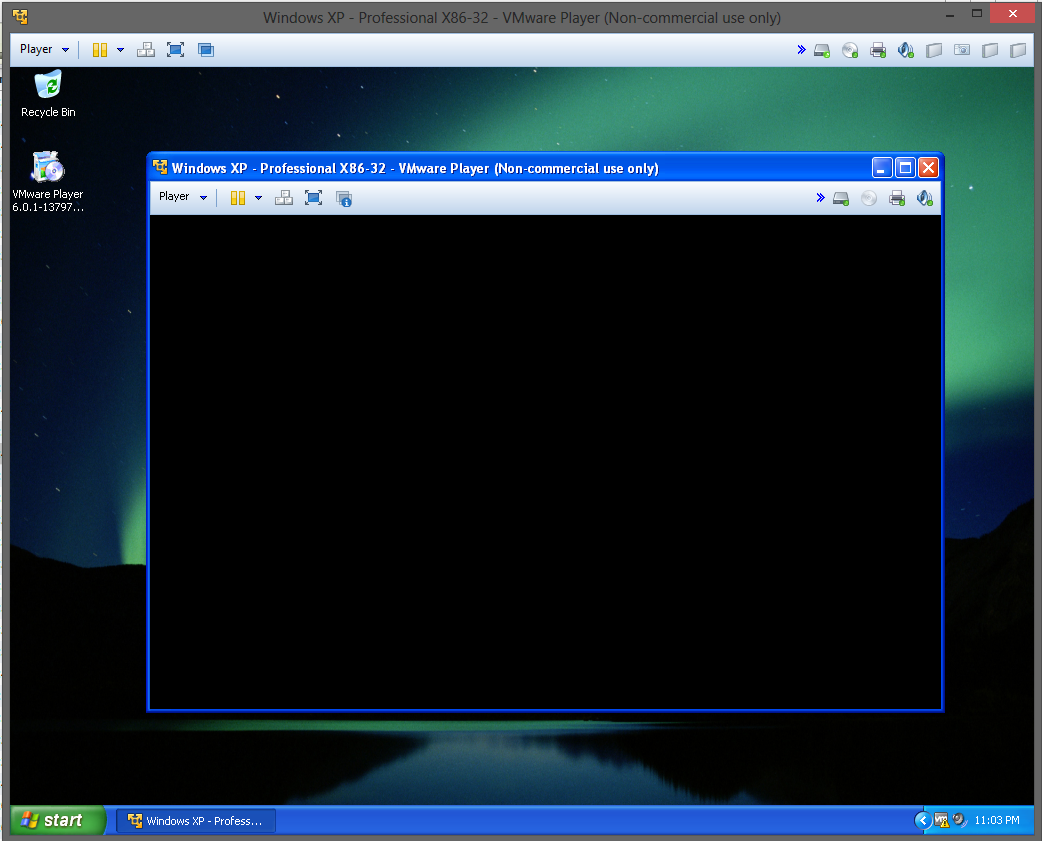 Windows XP - Professional X86-32 - VMware Player (Non-commercial use only)
Player
Recycle Bin
VMware Player
6.0.1-13797...
Windows XP - Professional X86-32 - VMware Player (Non-commercial use only)
Player
start
Windows XP - Profess...
11:03 PM